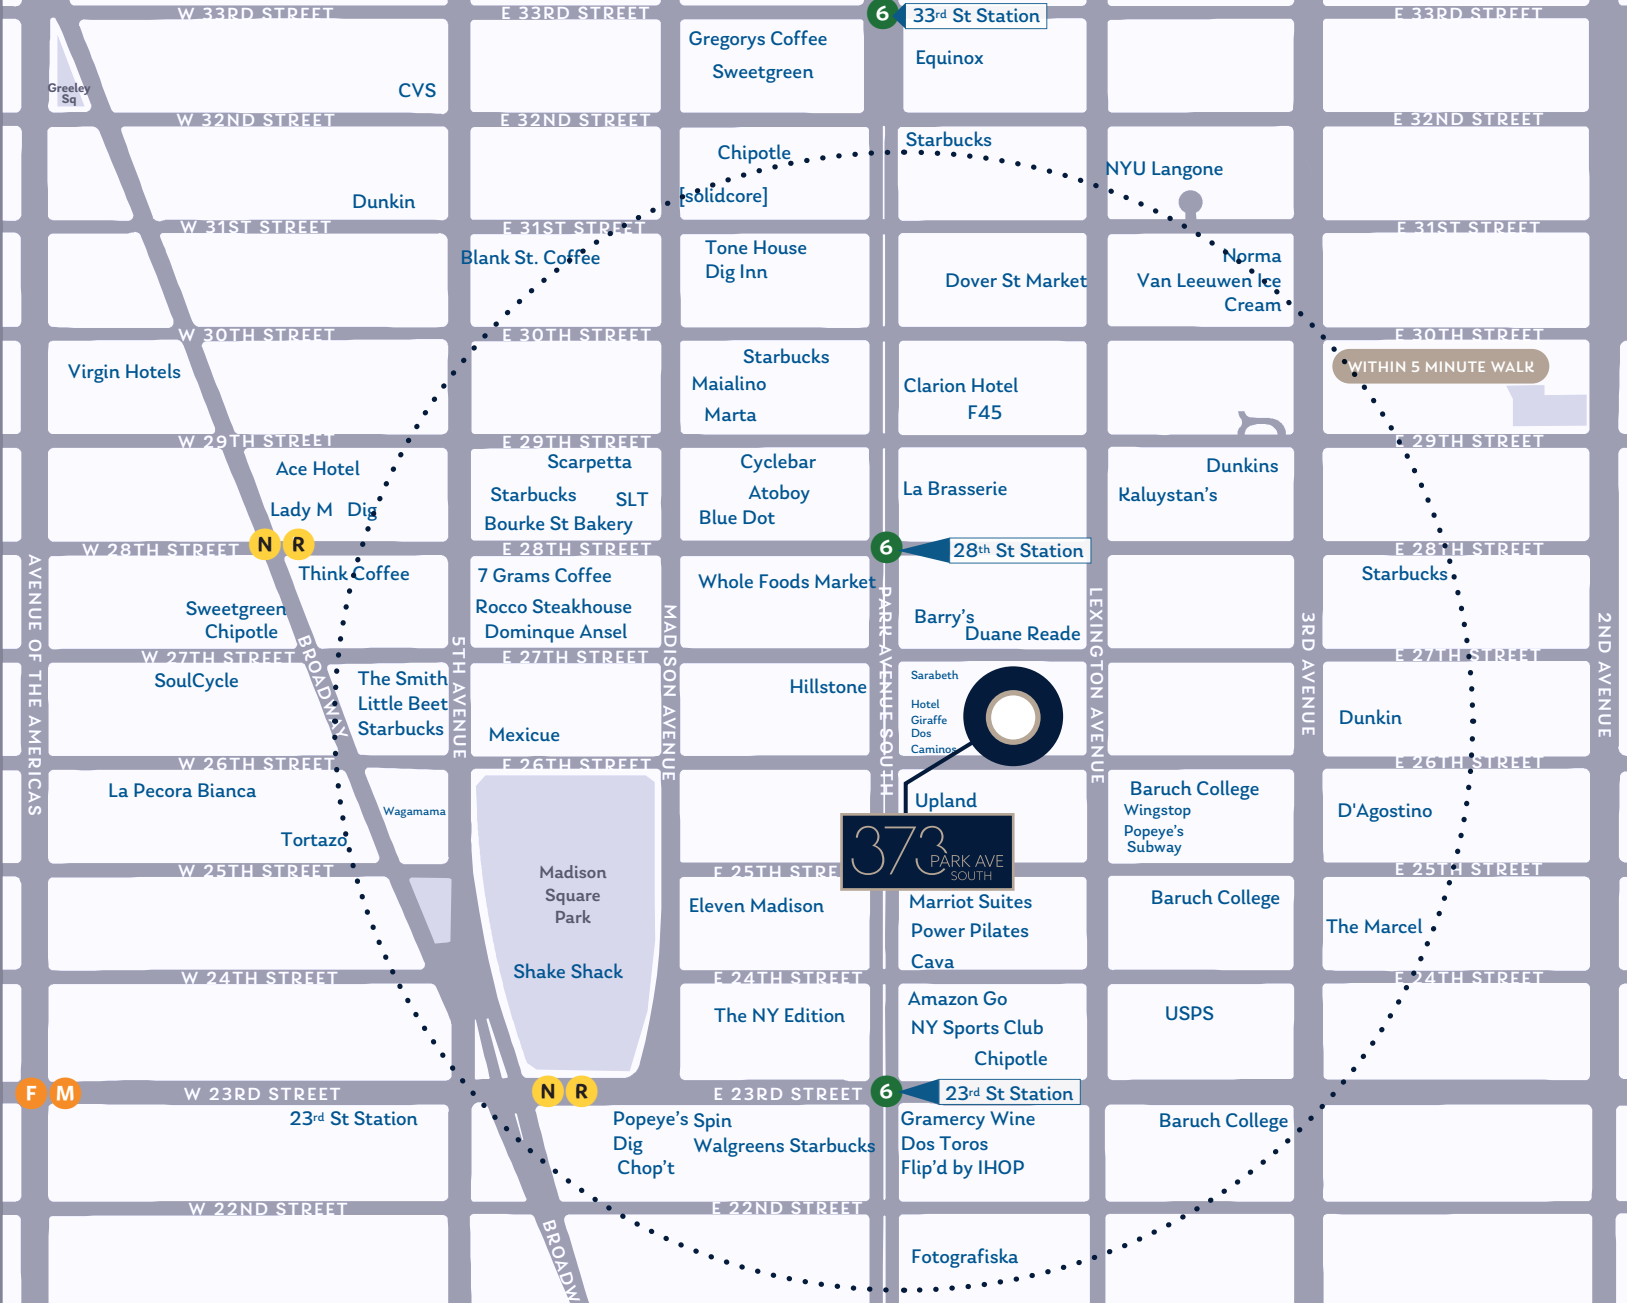 W 33RD STREET
E 33RD STREET
6
33rd St Station
E 33RD STREET
Gregorys Coffee
Sweetgreen
Equinox
Greeley
Sq
CVS
W 32ND STREET
E 32ND STREET
E 32ND STREET
Chipotle
Starbucks
NYU Langone
[solidcore]
Dunkin
W 31ST STREET
E 31ST STREET
E 31ST STREET
Blank St. Coffee
Tone House
Dig Inn
Dover St Market
Norma
Van Leeuwen Ice
Cream
W 30TH STREET
E 30TH STREET
E 30TH STREET
Virgin Hotels
Starbucks
Maialino
Marta
Clarion Hotel
F45
WITHIN 5 MINUTE WALK
W 29TH STREET
E 29TH STREET
E 29TH STREET
Ace Hotel
Lady M
Dig
Scarpetta
Starbucks
SLT
Bourke St Bakery
Cyclebar
Atoboy
Blue Dot
La Brasserie
Dunkins
Kaluystan's
W 28TH STREET
N R
E 28TH STREET
6
28th St Station
E 28TH STREET
Think Coffee
Sweetgreen
Chipotle
7 Grams Coffee
Rocco Steakhouse
Dominque Ansel
Whole Foods Market
Barry's
Duane Reade
Starbucks
AVENUE OF THE AMERICAS
BROADWAY
5TH AVENUE
MADISON AVENUE
PARK AVENUE SOUTH
LEXINGTON AVENUE
3RD AVENUE
2ND AVENUE
W 27TH STREET
E 27TH STREET
E 27TH STREET
SoulCycle
The Smith
Little Beet
Starbucks
Mexicue
Hillstone
Sarabeth
Hotel
Giraffe
Dos
Caminos
Dunkin
W 26TH STREET
E 26TH STREET
E 26TH STREET
La Pecora Bianca
Tortazo
Wagamama
Upland
Baruch College
Wingstop
Popeye's
Subway
D'Agostino
373
PARK AVE
SOUTH
W 25TH STREET
E 25TH STRE
E 25TH STREET
Madison
Square
Park
Shake Shack
Eleven Madison
Marriot Suites
Power Pilates
Cava
Baruch College
The Marcel
W 24TH STREET
E 24TH STREET
E 24TH STREET
The NY Edition
Amazon Go
NY Sports Club
Chipotle
USPS
F M
W 23RD STREET
N R
E 23RD STREET
6
23rd St Station
23rd St Station
Popeye's
Dig
Chop't
Spin
Walgreens Starbucks
Gramercy Wine
Dos Toros
Flip'd by IHOP
Baruch College
W 22ND STREET
E 22ND STREET
BROADW
Fotografiska